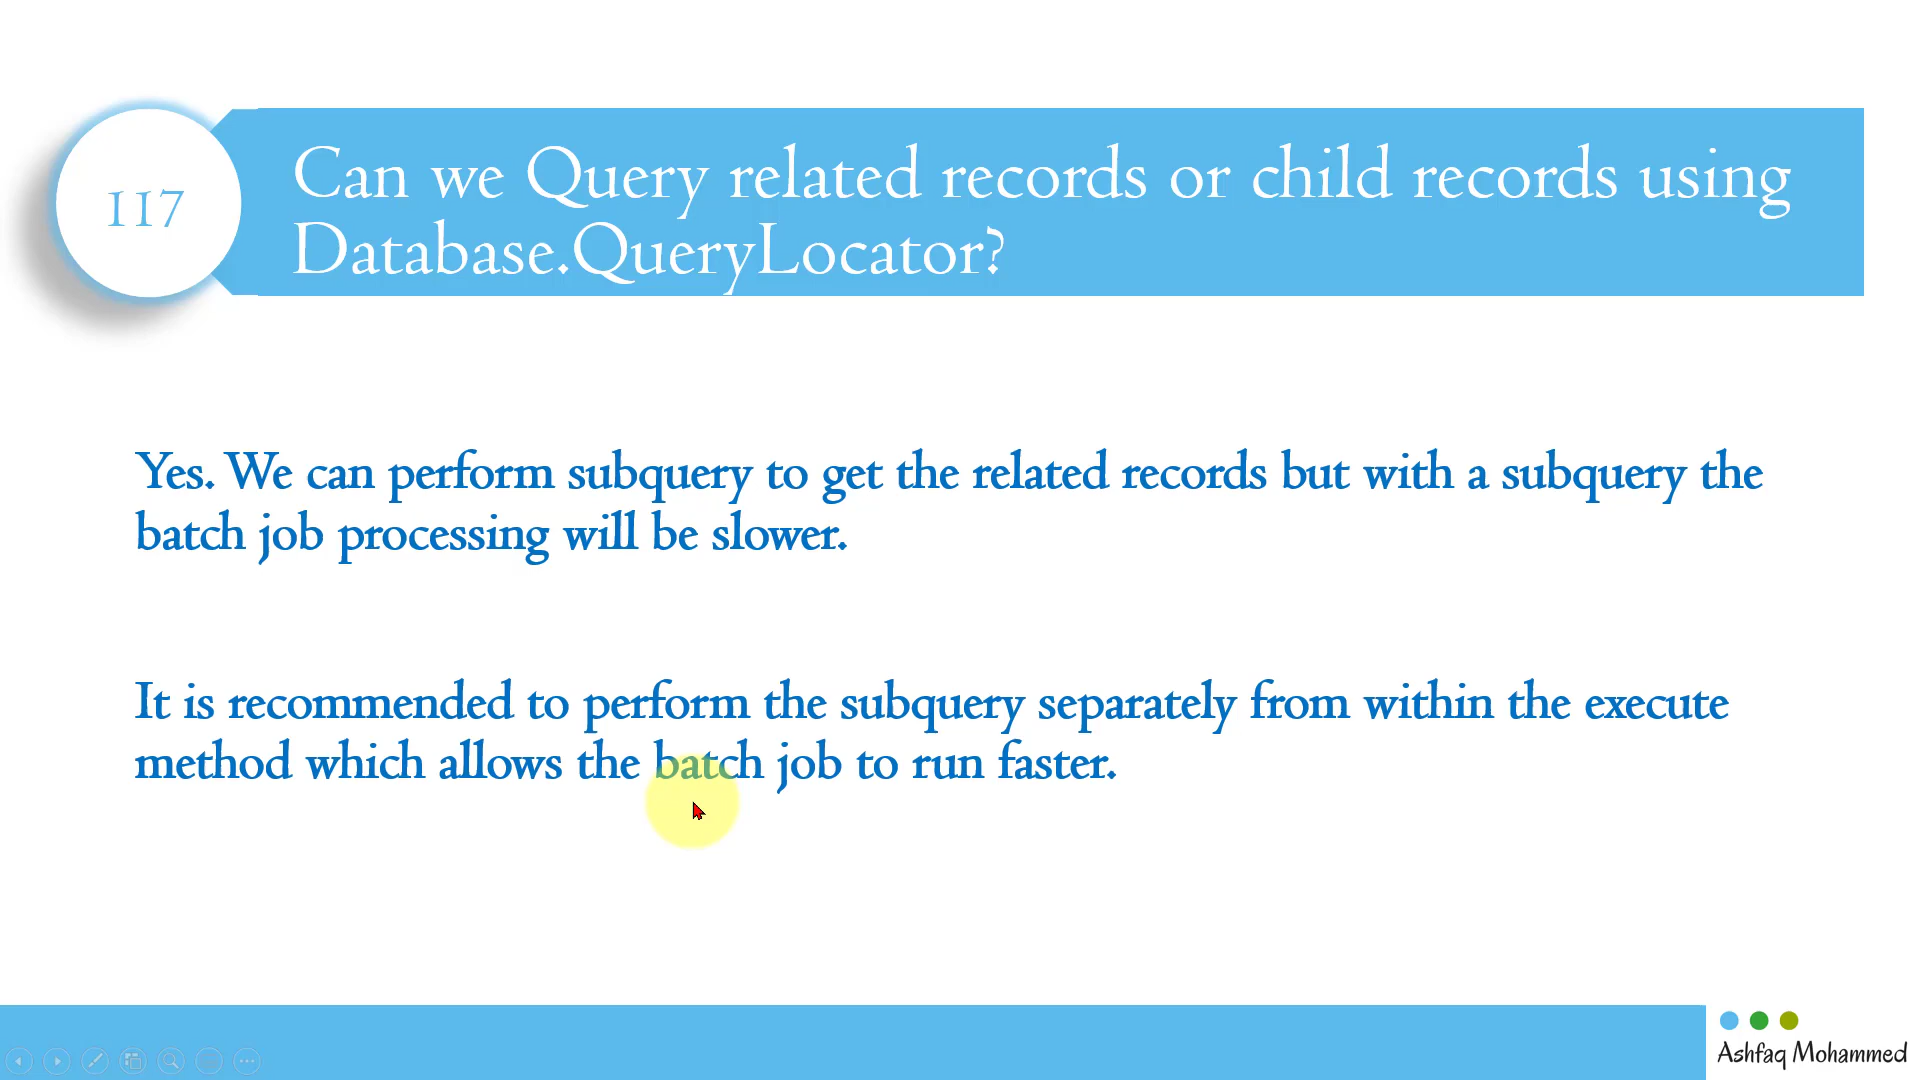 117
Can we Query related records or child records using
Database.QueryLocator?
Yes. We can perform subquery to get the related records but with a subquery the
batch job processing will be slower.
It is recommended to perform the subquery separately from within the execute
method which allows the batch job to run faster.
Ashfaq Mohammed